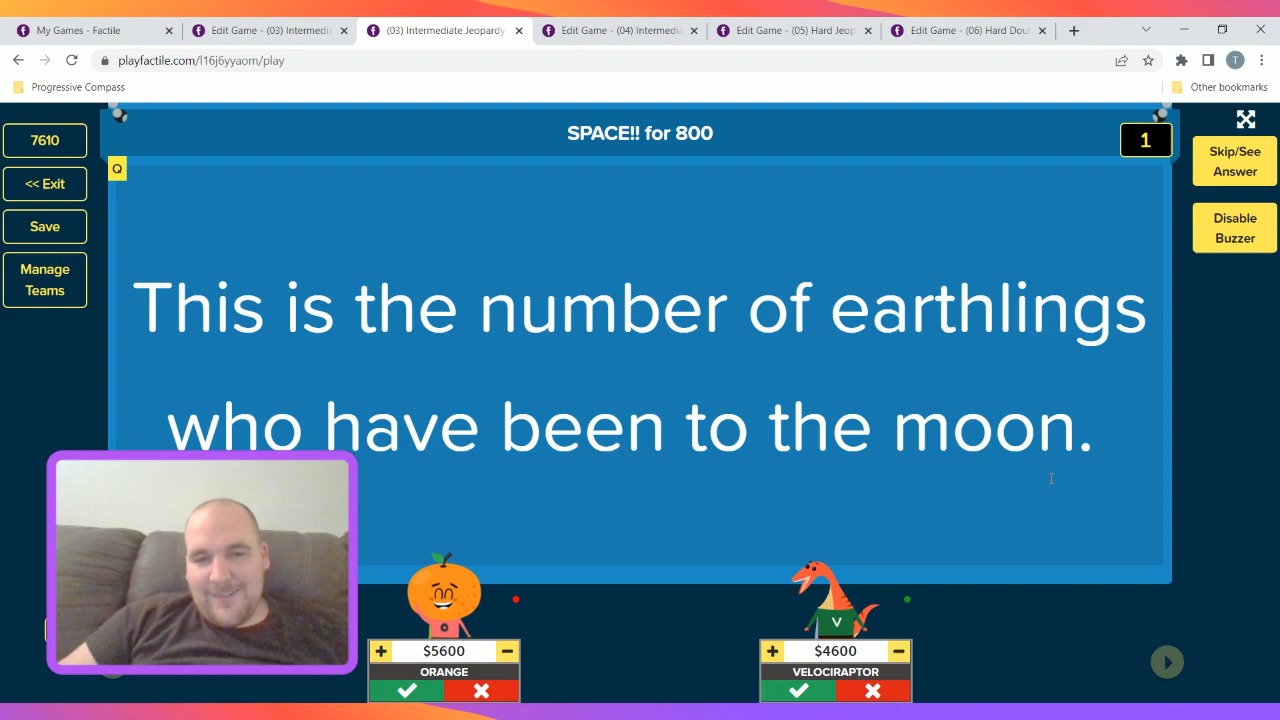 My Games - Factile
Edit Game - (03) Intermedia
(03) Intermediate Jeopardy
Edit Game - (04) Intermedia
Edit Game - (05) Hard Jeop
Edit Game - (06) Hard Doul
playfactile.com/l16j6yyaom/play
T
Progressive Compass
Other bookmarks
7610
<< Exit
Save
Manage
Teams
SPACE!! for 800
1
Skip/See
Answer
Disable
Buzzer
Q
This is the number of earthlings
who have been to the moon.
V
+ $5600 −
ORANGE
+ $4600 −
VELOCIRAPTOR